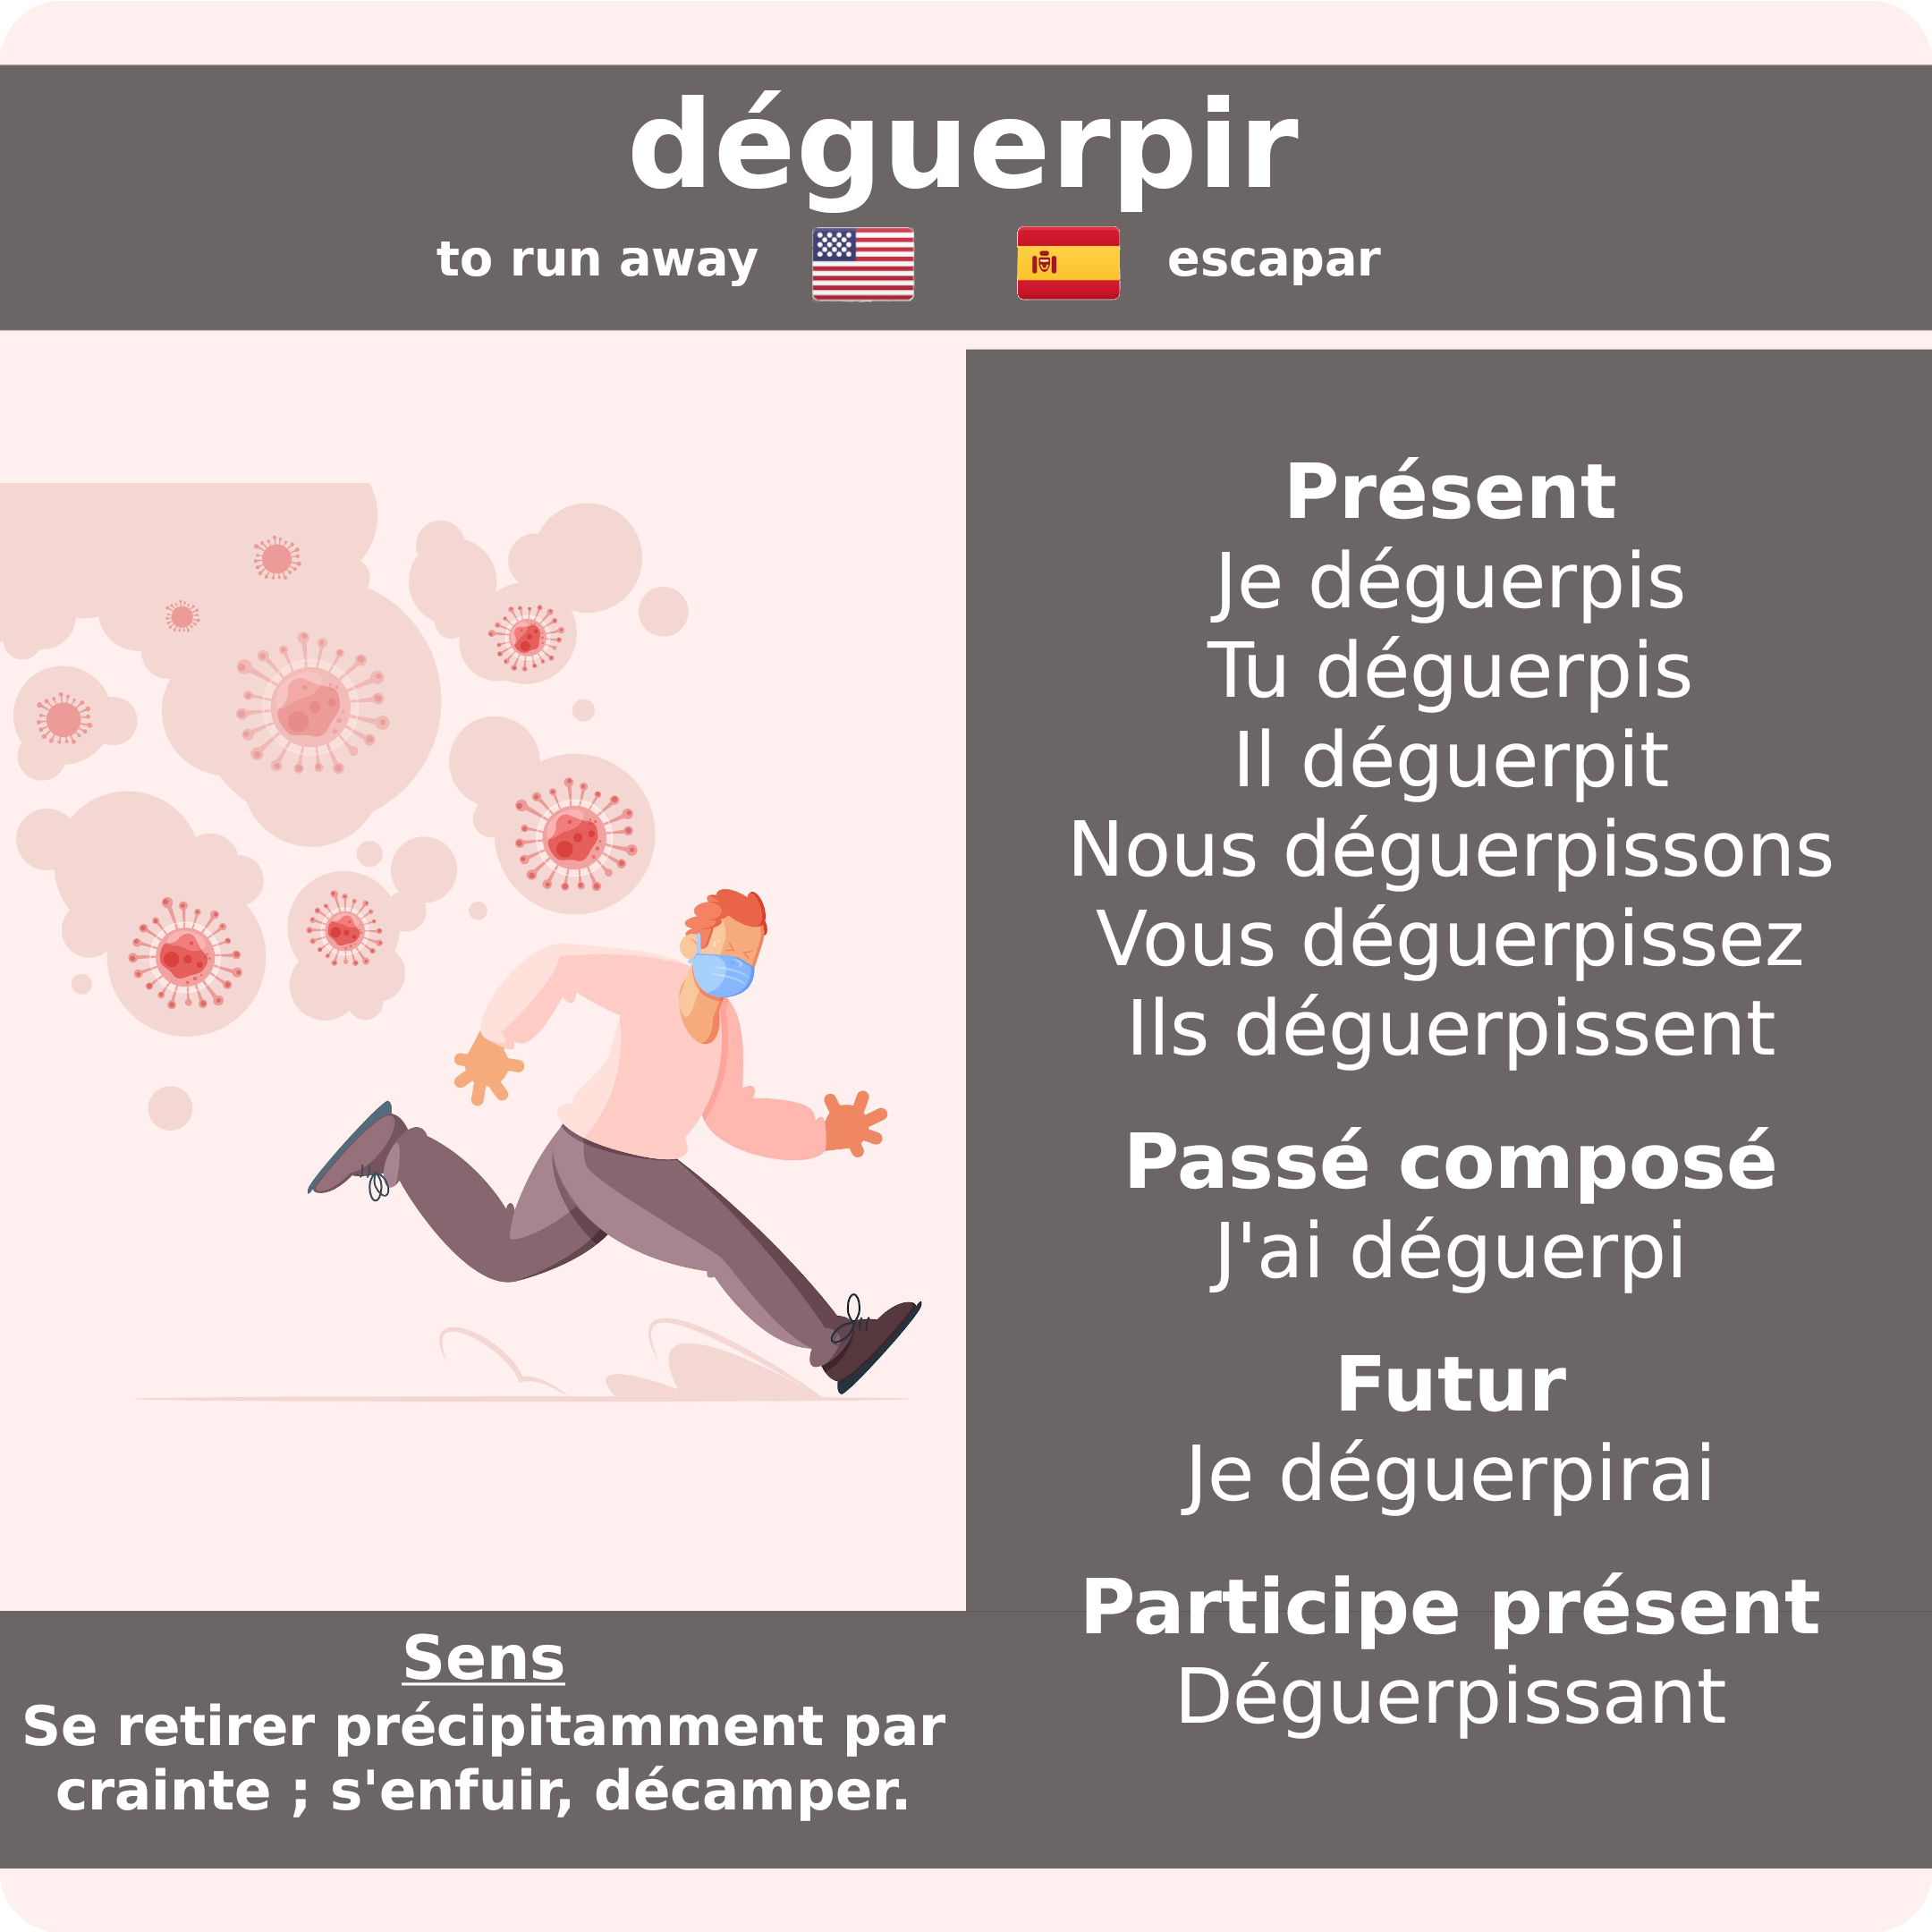 déguerpir
to run away
escapar
Présent
Je déguerpis
Tu déguerpis
Il déguerpit
Nous déguerpissons
Vous déguerpissez
Ils déguerpissent
Passé composé
J'ai déguerpi
Futur
Je déguerpirai
Participe présent
Déguerpissant
Sens
Se retirer précipitamment par
crainte ; s'enfuir, décamper.